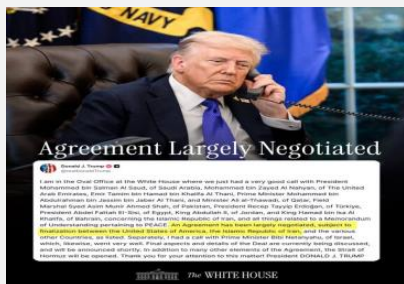 NAVY
Agreement Largely Negotiated
Donald J. Trump
@realDonaldTrump
I am in the Oval Office at the White House where we just had a very good call with President
Mohammed bin Salman Al Saud, of Saudi Arabia, Mohammed bin Zayed Al Nahyan, of The United
Arab Emirates, Emir Tamim bin Hamad bin Khalifa Al Thani, Prime Minister Mohammed bin
Abdulrahman bin Jassim bin Jaber Al Thani, and Minister Ali al-Thawadi, of Qatar, Field
Marshal Syed Asim Munir Ahmed Shah, of Pakistan, President Recep Tayyip Erdoğan, of Türkiye,
President Abdel Fattah El-Sisi, of Egypt, King Abdullah II, of Jordan, and King Hamad bin Isa Al
Khalifa, of Bahrain, concerning the Islamic Republic of Iran, and all things related to a Memorandum
of Understanding pertaining to PEACE. An Agreement has been largely negotiated, subject to
finalization between the United States of America, the Islamic Republic of Iran, and the various
other Countries, as listed. Separately, I had a call with Prime Minister Bibi Netanyahu, of Israel,
which, likewise, went very well. Final aspects and details of the Deal are currently being discussed,
and will be announced shortly. In addition to many other elements of the Agreement, the Strait of
Hormuz will be opened. Thank you for your attention to this matter! President DONALD J. TRUMP
The WHITE HOUSE